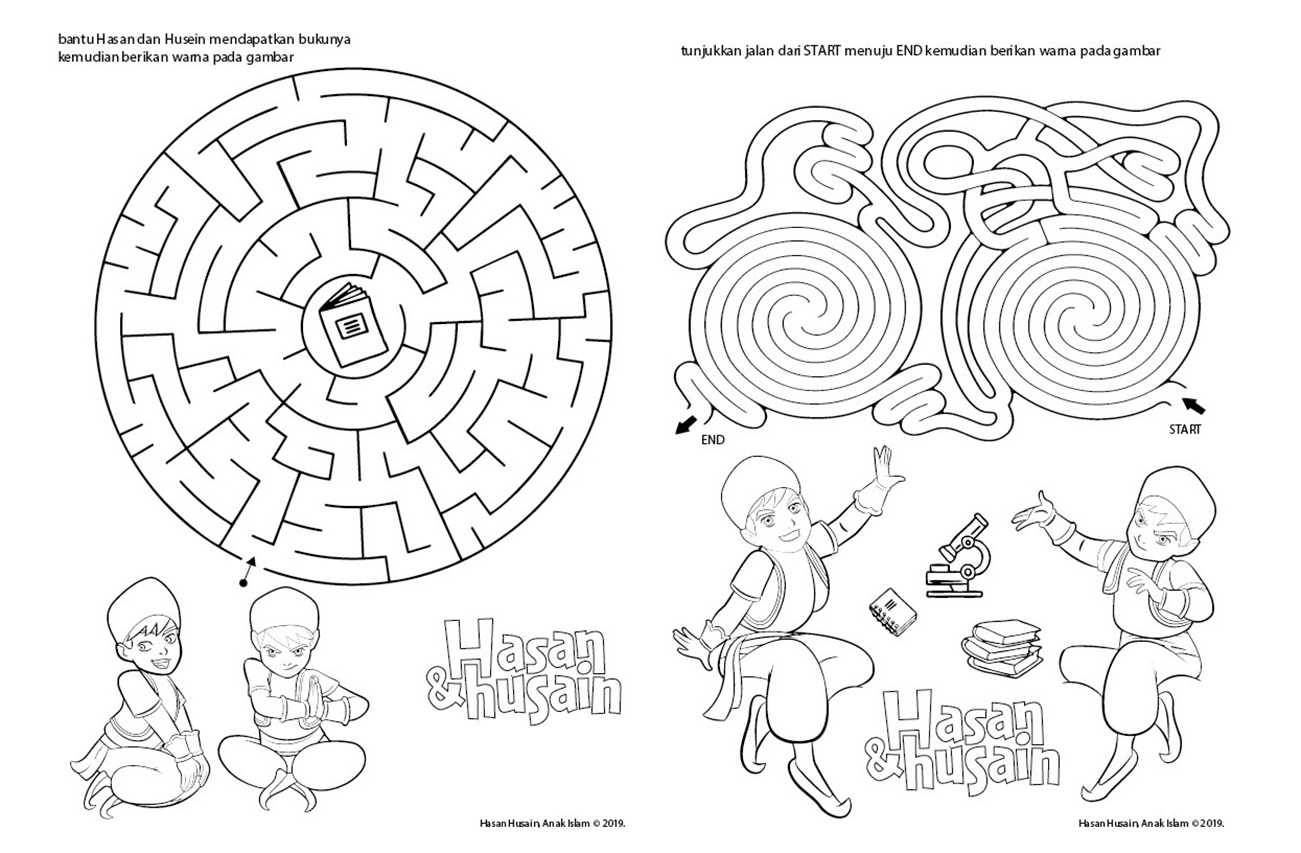 bantu Hasan dan Husein mendapatkan bukunya
kemudian berikan warna pada gambar
Hasan
&husain
Hasan Husain, Anak Islam © 2019.
tunjukkan jalan dari START menuju END kemudian berikan warna pada gambar
END
START
Hasan
&husain
Hasan Husain, Anak Islam © 2019.